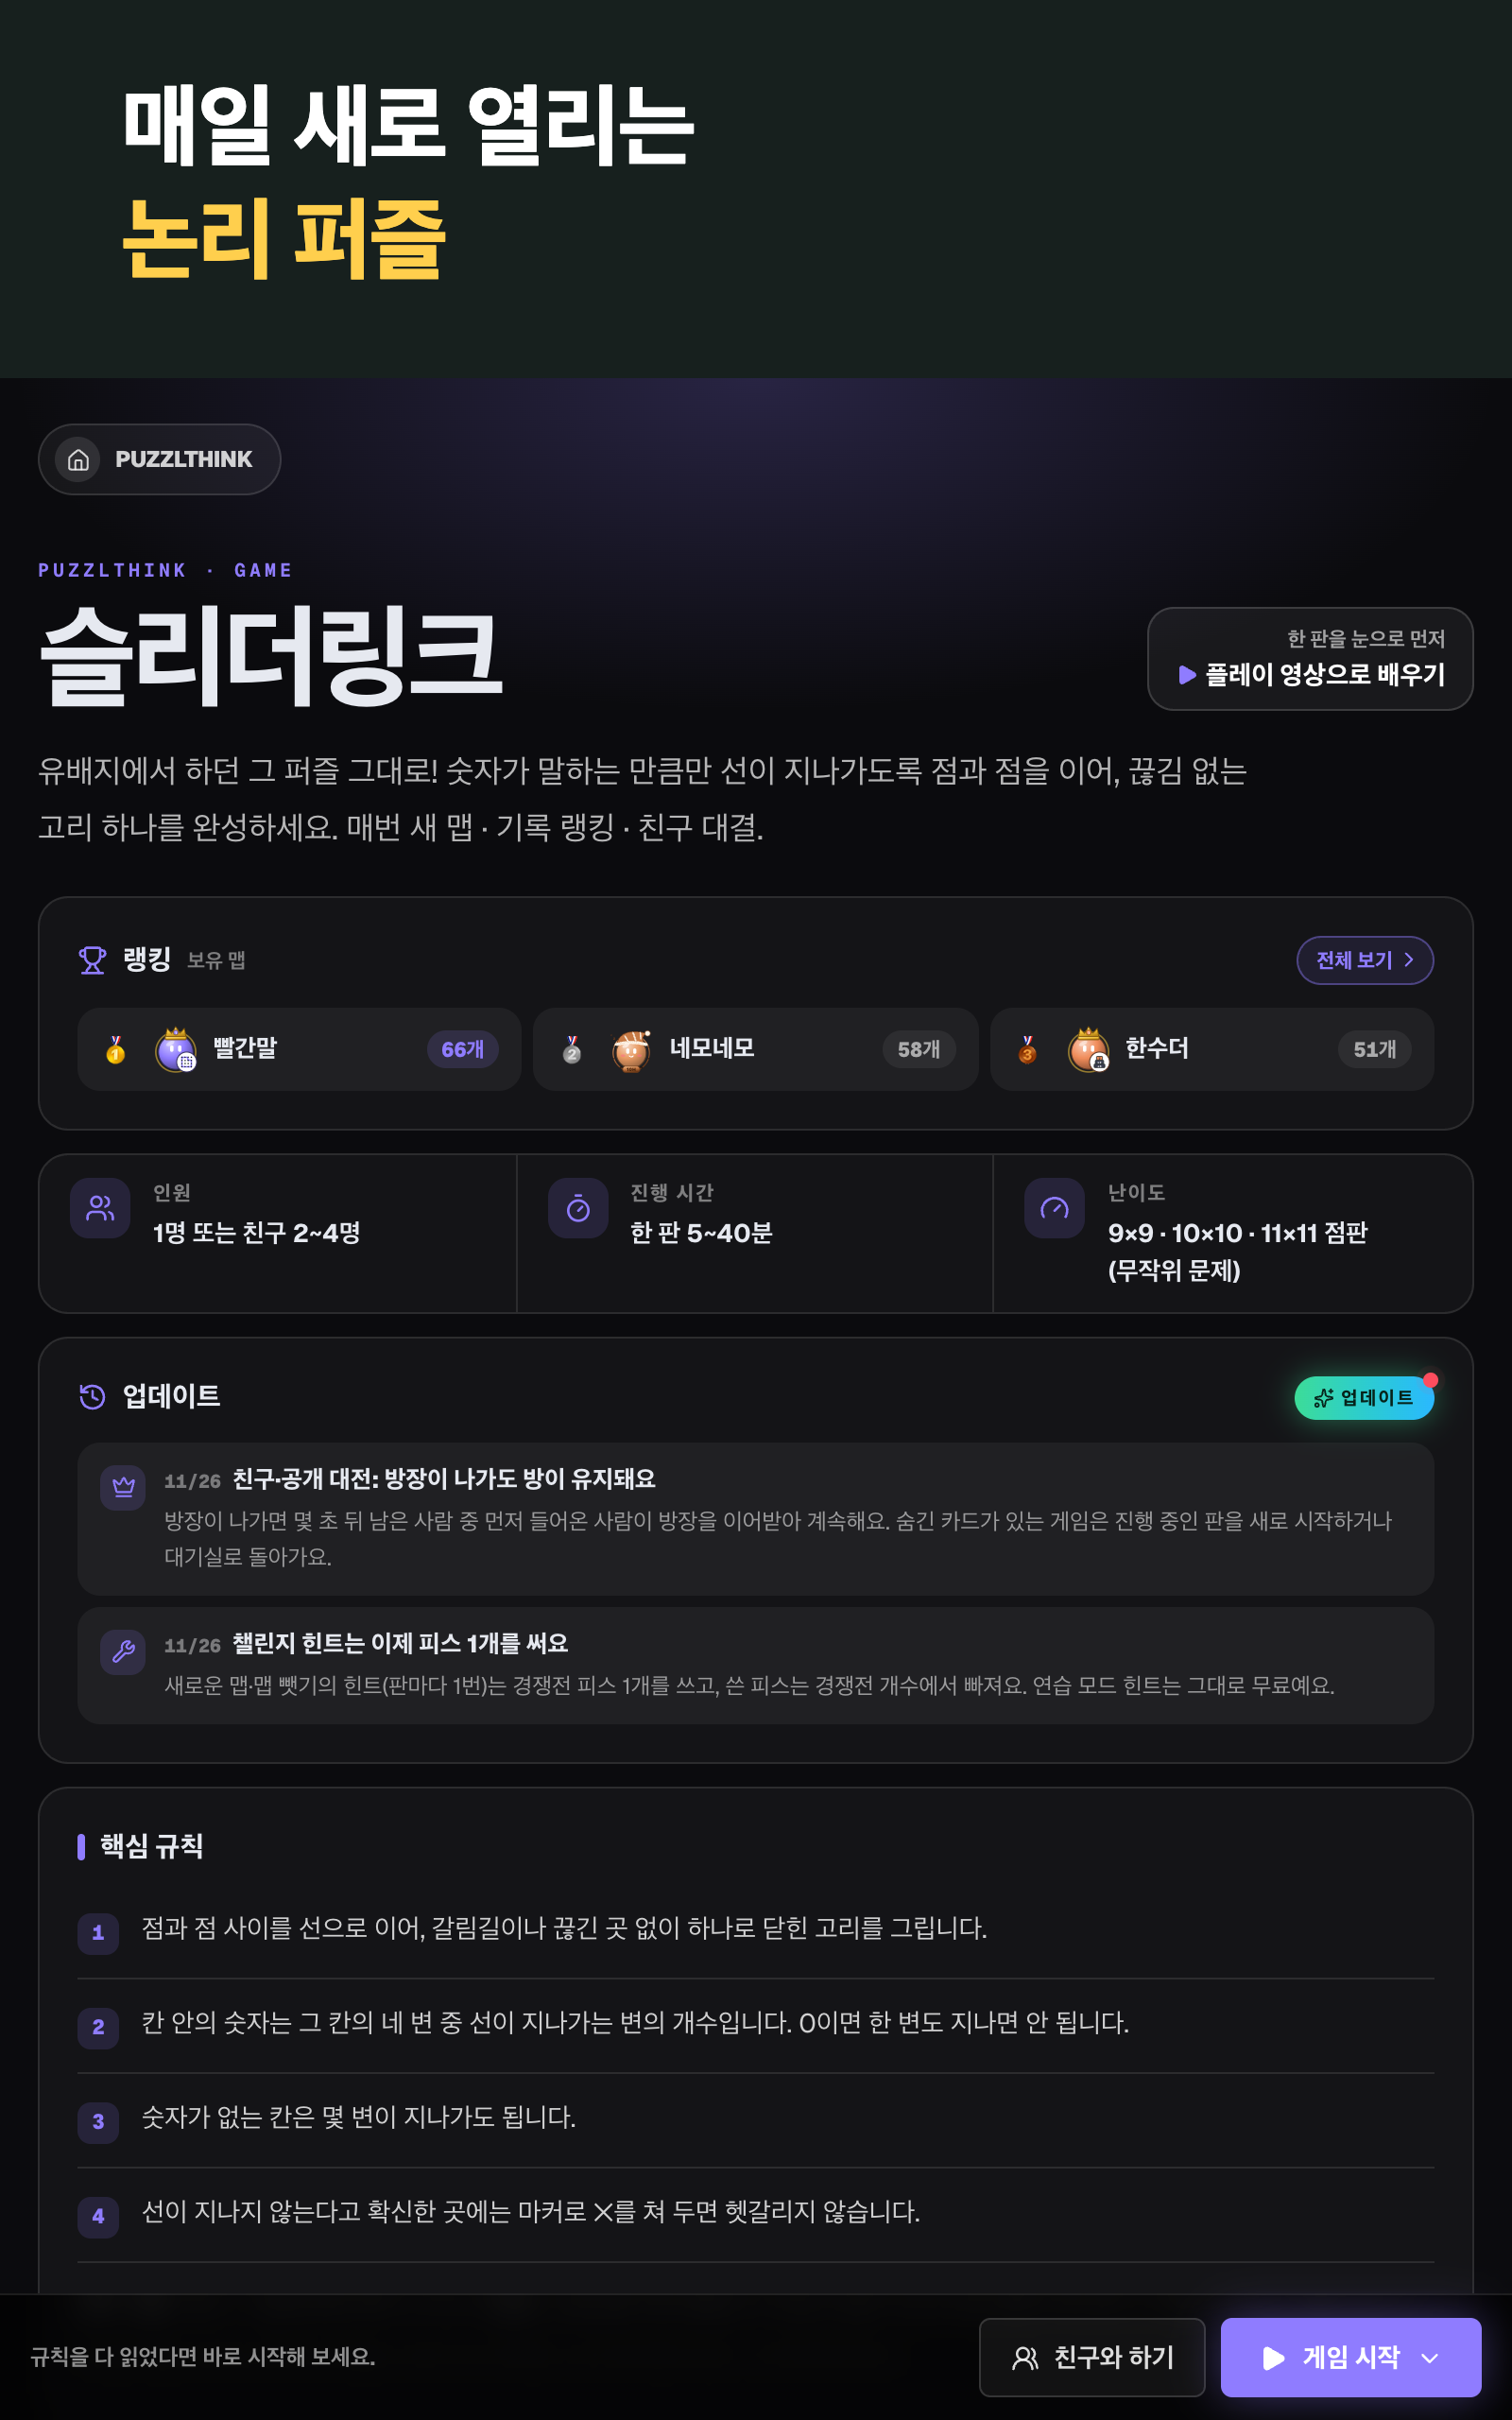 매일 새로 열리는
논리 퍼즐
PUZZLTHINK
PUZZLTHINK · GAME
슬리더링크
한 판을 눈으로 먼저
플레이 영상으로 배우기
유배지에서 하던 그 퍼즐 그대로! 숫자가 말하는 만큼만 선이 지나가도록 점과 점을 이어, 끊김 없는
고리 하나를 완성하세요. 매번 새 맵 · 기록 랭킹 · 친구 대결.
랭킹 보유 맵
전체 보기
1 빨간말 66개
2 네모네모 58개
3 한수더 51개
인원
1명 또는 친구 2~4명
진행 시간
한 판 5~40분
난이도
9×9 · 10×10 · 11×11 점판
(무작위 문제)
업데이트
업데이트
11/26 친구·공개 대전: 방장이 나가도 방이 유지돼요
방장이 나가면 몇 초 뒤 남은 사람 중 먼저 들어온 사람이 방장을 이어받아 계속해요. 숨긴 카드가 있는 게임은 진행 중인 판을 새로 시작하거나
대기실로 돌아가요.
11/26 챌린지 힌트는 이제 피스 1개를 써요
새로운 맵·맵 뺏기의 힌트(판마다 1번)는 경쟁전 피스 1개를 쓰고, 쓴 피스는 경쟁전 개수에서 빠져요. 연습 모드 힌트는 그대로 무료예요.
핵심 규칙
1 점과 점 사이를 선으로 이어, 갈림길이나 끊긴 곳 없이 하나로 닫힌 고리를 그립니다.
2 칸 안의 숫자는 그 칸의 네 변 중 선이 지나가는 변의 개수입니다. 0이면 한 변도 지나면 안 됩니다.
3 숫자가 없는 칸은 몇 변이 지나가도 됩니다.
4 선이 지나지 않는다고 확신한 곳에는 마커로 ✕를 쳐 두면 헷갈리지 않습니다.
규칙을 다 읽었다면 바로 시작해 보세요.
친구와 하기
게임 시작